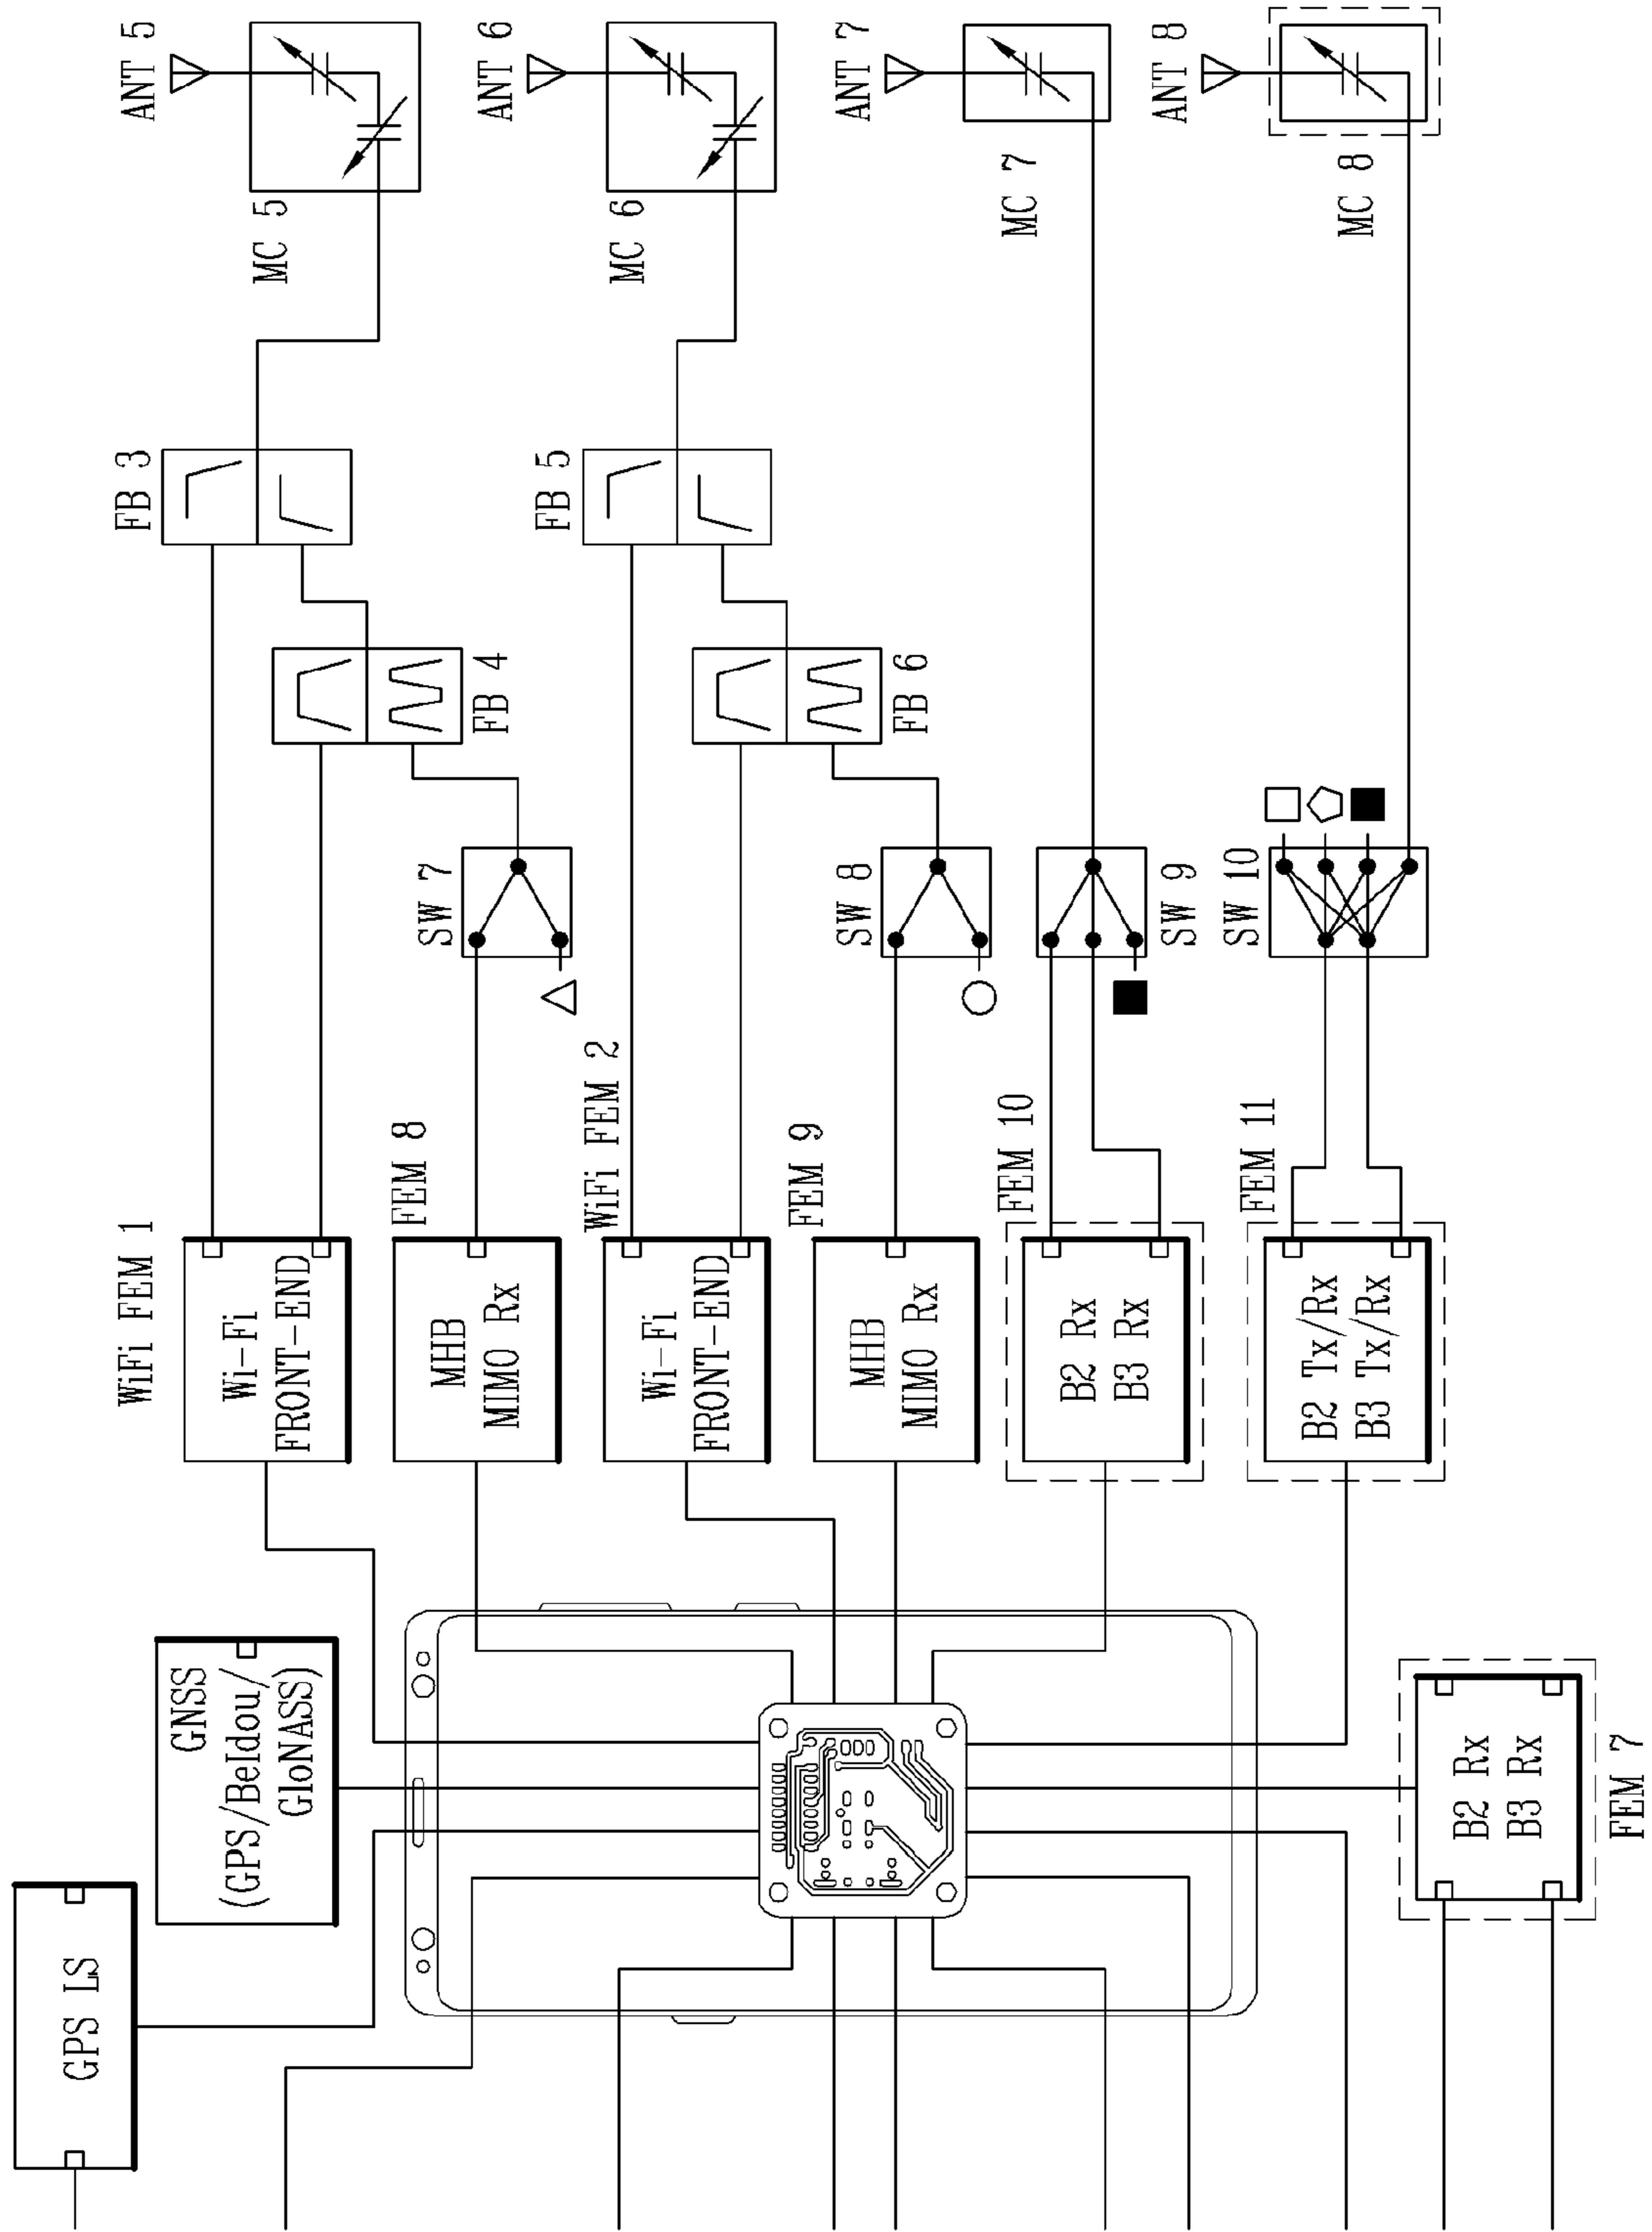 GPS LS
GNSS
(GPS/Beldou/
GloNASS)
WiFi FEM 1
Wi-Fi
FRONT-END
FB 3
ANT 5
MC 5
FB 4
FEM 8
MHB
MIMO Rx
SW 7
WiFi FEM 2
Wi-Fi
FRONT-END
FB 5
ANT 6
MC 6
FB 6
FEM 9
MHB
MIMO Rx
SW 8
ANT 7
MC 7
FEM 10
B2 Rx
B3 Rx
SW 9
ANT 8
MC 8
SW 10
FEM 11
B2 Tx/Rx
B3 Tx/Rx
B2 Rx
B3 Rx
FEM 7